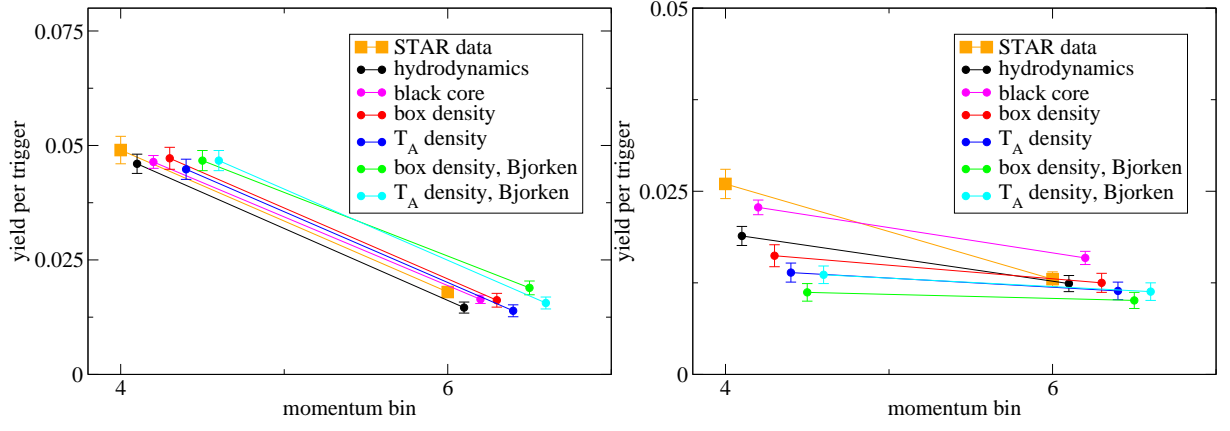 0.075
0.05
0.025
0
yield per trigger
4
6
momentum bin
STAR data
hydrodynamics
black core
box density
T_A density
box density, Bjorken
T_A density, Bjorken
0.05
0.025
0
yield per trigger
4
6
momentum bin
STAR data
hydrodynamics
black core
box density
T_A density
box density, Bjorken
T_A density, Bjorken